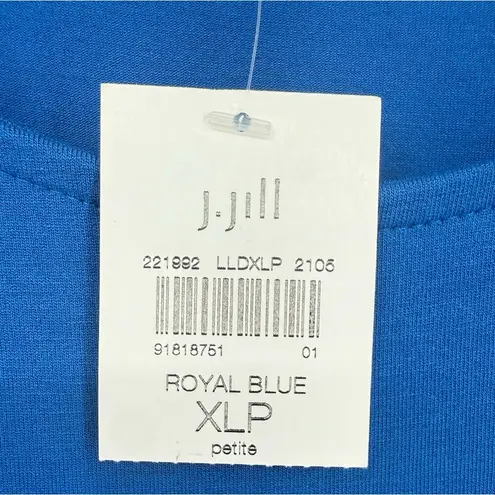 J.Jill
221992 LLDXLP 2105
91818751 01
ROYAL BLUE
XLP
petite